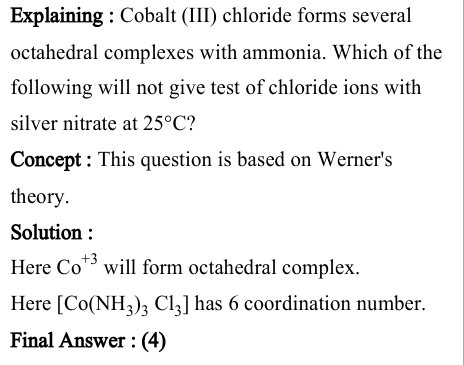 Explaining : Cobalt (III) chloride forms several
octahedral complexes with ammonia. Which of the
following will not give test of chloride ions with
silver nitrate at 25°C?
Concept : This question is based on Werner's
theory.
Solution :
Here Co⁺³ will form octahedral complex.
Here [Co(NH₃)₃ Cl₃] has 6 coordination number.
Final Answer : (4)